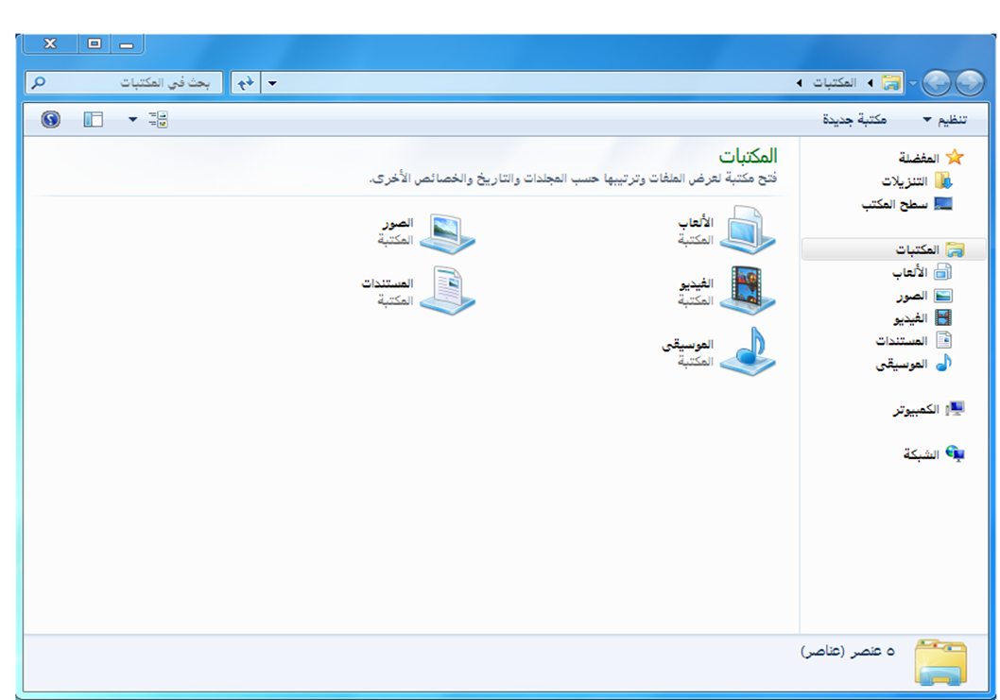 المكتبات
بحث في المكتبات
تنظيم
مكتبة جديدة
المفضلة
التنزيلات
سطح المكتب
المكتبات
الألعاب
الصور
الفيديو
المستندات
الموسيقى
الكمبيوتر
الشبكة
المكتبات
فتح مكتبة لعرض الملفات وترتيبها حسب المجلدات والتاريخ والخصائص الأخرى.
الألعاب
المكتبة
الصور
المكتبة
الفيديو
المكتبة
المستندات
المكتبة
الموسيقى
المكتبة
٥ عنصر (عناصر)